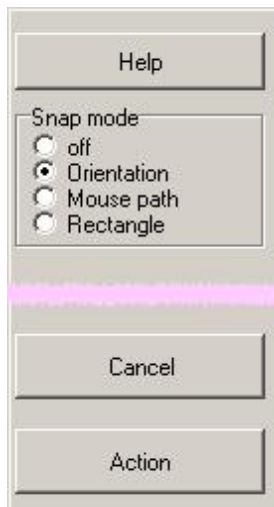 Help
Snap mode
off
Orientation
Mouse path
Rectangle
Cancel
Action